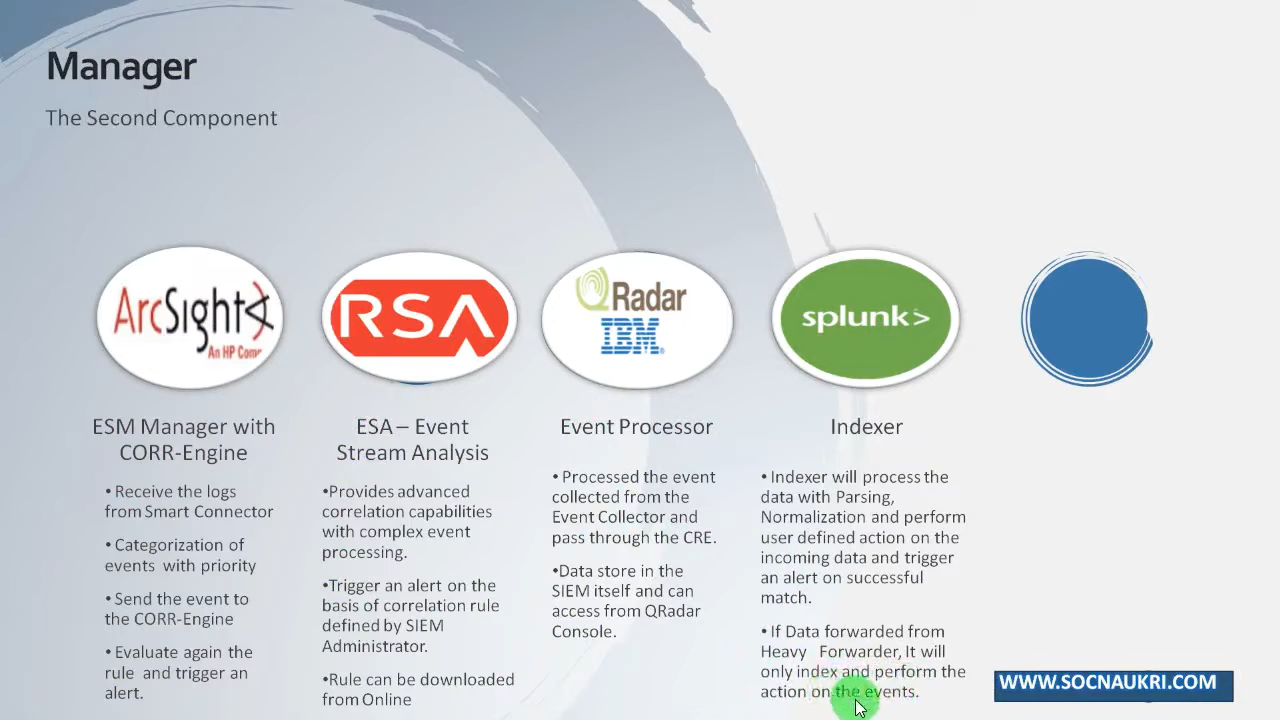 Manager
The Second Component
ArcSight
An HP Com
RSA
QRadar
IBM
splunk>
ESM Manager with
CORR-Engine
•Receive the logs
from Smart Connector
•Categorization of
events with priority
•Send the event to
the CORR-Engine
•Evaluate again the
rule and trigger an
alert.
ESA – Event
Stream Analysis
•Provides advanced
correlation capabilities
with complex event
processing.
•Trigger an alert on the
basis of correlation rule
defined by SIEM
Administrator.
•Rule can be downloaded
from Online
Event Processor
• Processed the event
collected from the
Event Collector and
pass through the CRE.
•Data store in the
SIEM itself and can
access from QRadar
Console.
Indexer
• Indexer will process the
data with Parsing,
Normalization and perform
user defined action on the
incoming data and trigger
an alert on successful
match.
• If Data forwarded from
Heavy Forwarder, It will
only index and perform the
action on the events.
WWW.SOCNAUKRI.COM